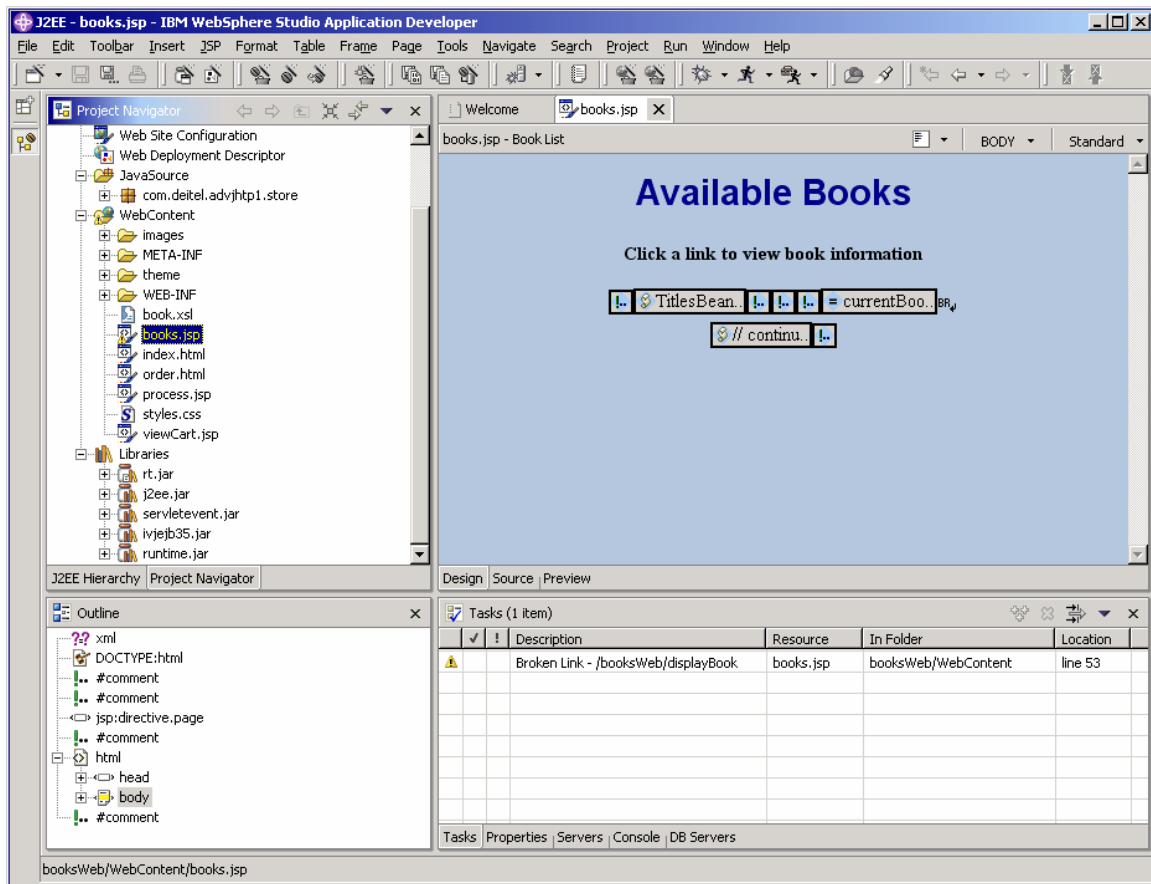 J2EE - books.jsp - IBM WebSphere Studio Application Developer
File Edit Toolbar Insert JSP Format Table Frame Page Tools Navigate Search Project Run Window Help
Project Navigator
Web Site Configuration
Web Deployment Descriptor
JavaSource
com.deitel.advjhtp1.store
WebContent
images
META-INF
theme
WEB-INF
book.xsl
books.jsp
index.html
order.html
process.jsp
styles.css
viewCart.jsp
Libraries
rt.jar
j2ee.jar
servletevent.jar
ivjejb35.jar
runtime.jar
J2EE Hierarchy Project Navigator
Welcome books.jsp
books.jsp - Book List BODY Standard
Available Books
Click a link to view book information
!.. TitlesBean.. !.. !.. !.. = currentBoo.. BR
// continu.. !..
Design Source Preview
Outline
?? xml
DOCTYPE:html
!.. #comment
!.. #comment
jsp:directive.page
!.. #comment
html
head
body
!.. #comment
Tasks (1 item)
! Description Resource In Folder Location
Broken Link - /booksWeb/displayBook books.jsp booksWeb/WebContent line 53
Tasks Properties Servers Console DB Servers
booksWeb/WebContent/books.jsp